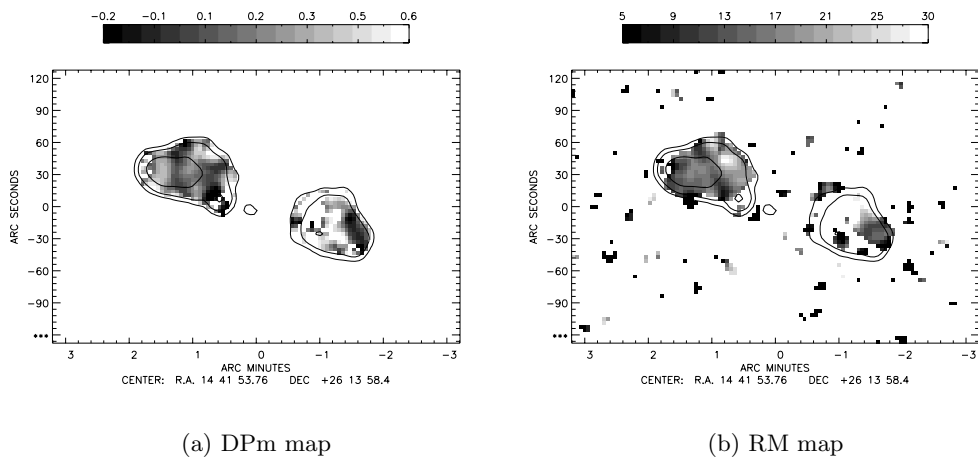 -0.2 -0.1 0.1 0.2 0.4 0.6
5 9 13 17 21 25 30
120
90
60
30
0
-30
-60
-90
***
ARC SECONDS
3 2 1 0 -1 -2 -3
ARC MINUTES
CENTER: R.A. 14 41 53.76 DEC +26 13 58.4
120
90
60
30
0
-30
-60
-90
***
ARC SECONDS
3 2 1 0 -1 -2 -3
ARC MINUTES
CENTER: R.A. 14 41 53.76 DEC +26 13 58.4
(a) DPm map
(b) RM map